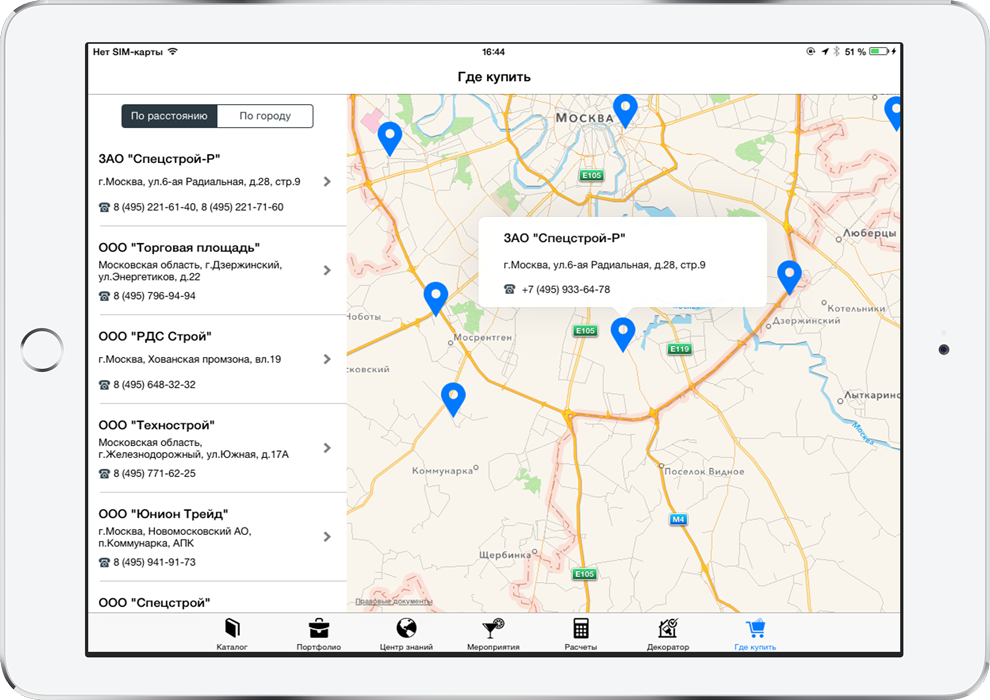 Нет SIM-карты
16:44
51 %
Где купить
По расстоянию
По городу
ЗАО "Спецстрой-Р"
г.Москва, ул.6-ая Радиальная, д.28, стр.9
8 (495) 221-61-40, 8 (495) 221-71-60
ООО "Торговая площадь"
Московская область, г.Дзержинский,
ул.Энергетиков, д.22
8 (495) 796-94-94
ООО "РДС Строй"
г.Москва, Хованская промзона, вл.19
8 (495) 648-32-32
ООО "Технострой"
Московская область,
г.Железнодорожный, ул.Южная, д.17А
8 (495) 771-62-25
ООО "Юнион Трейд"
г.Москва, Новомосковский АО,
п.Коммунарка, АПК
8 (495) 941-91-73
ООО "Спецстрой"
МОСКВА
E105
Люберцы
ЗАО "Спецстрой-Р"
г.Москва, ул.6-ая Радиальная, д.28, стр.9
+7 (495) 933-64-78
Котельники
Дзержинский
ІОБОТЫ
Мосрентген
E105
E119
СКОВСКИЙ
Лыткарино
Москва
Коммунарка
Поселок Видное
M4
Щербинка
E105
Правовые документы
Каталог
Портфолио
Центр знаний
Мероприятия
Расчеты
Декоратор
Где купить